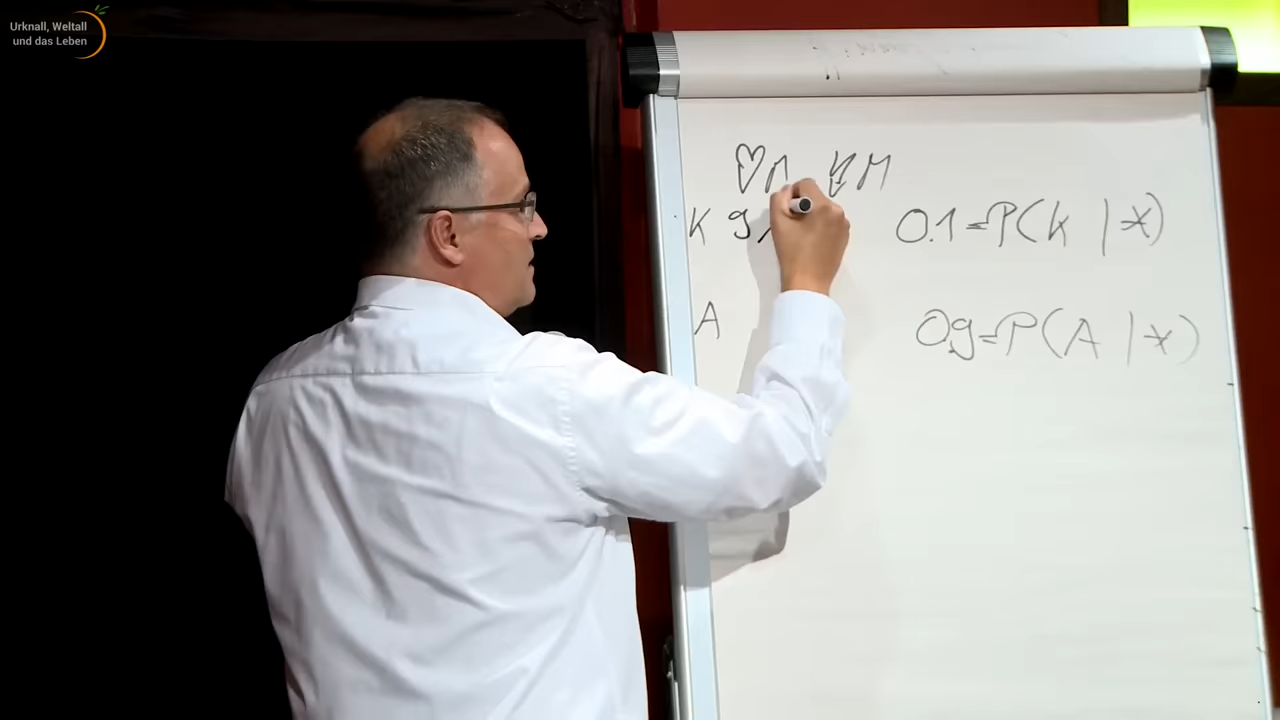 Urknall, Weltall
und das Leben
♡M M
K 9 0.1=P(K | *)
A 0.9=P(A | *)